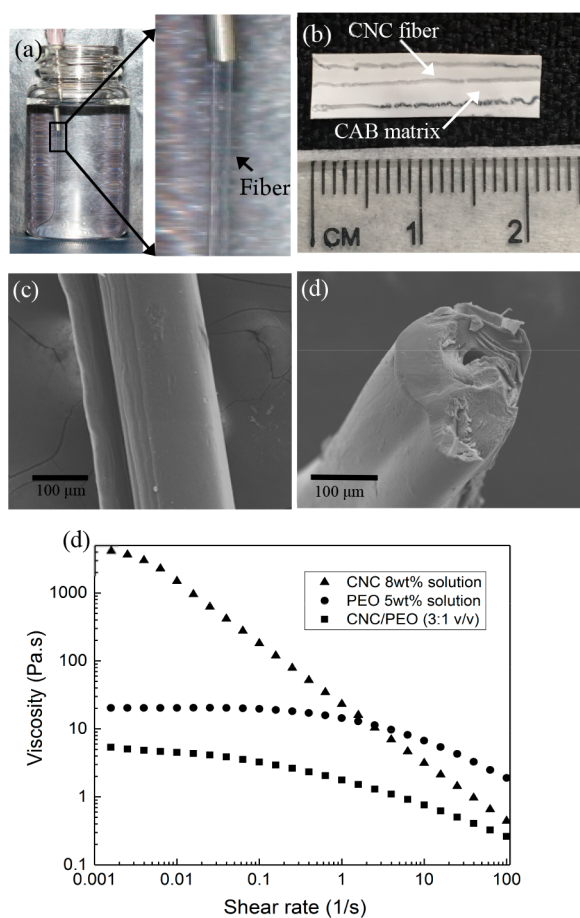 (a)
Fiber
(b)
CNC fiber
CAB matrix
CM 1 2
(c)
100 μm
(d)
100 μm
(d)
CNC 8wt% solution
PEO 5wt% solution
CNC/PEO (3:1 v/v)
1000
100
10
1
0.1
Viscosity (Pa.s)
0.001 0.01 0.1 1 10 100
Shear rate (1/s)